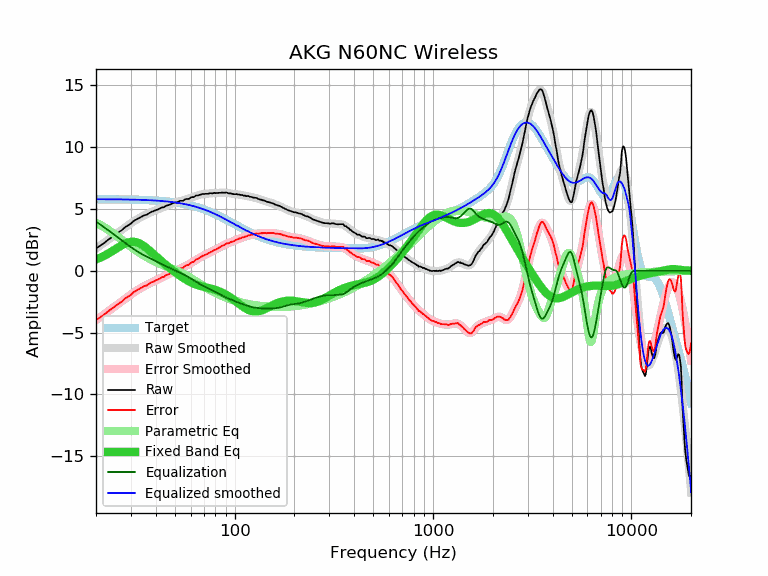 AKG N60NC Wireless
Amplitude (dBr)
15
10
5
0
−5
−10
−15
Target
Raw Smoothed
Error Smoothed
Raw
Error
Parametric Eq
Fixed Band Eq
Equalization
Equalized smoothed
100
1000
10000
Frequency (Hz)